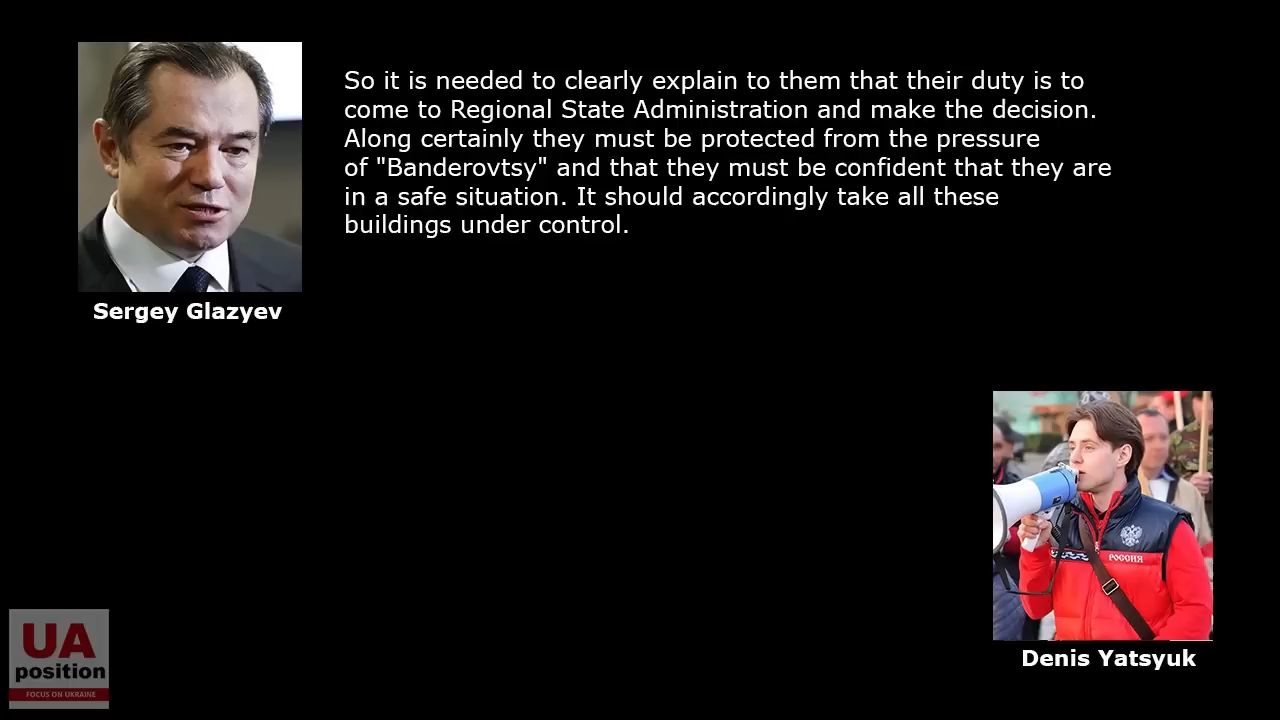 So it is needed to clearly explain to them that their duty is to
come to Regional State Administration and make the decision.
Along certainly they must be protected from the pressure
of "Banderovtsy" and that they must be confident that they are
in a safe situation. It should accordingly take all these
buildings under control.
Sergey Glazyev
РОССИЯ
Denis Yatsyuk
UA
position
FOCUS ON UKRAINE